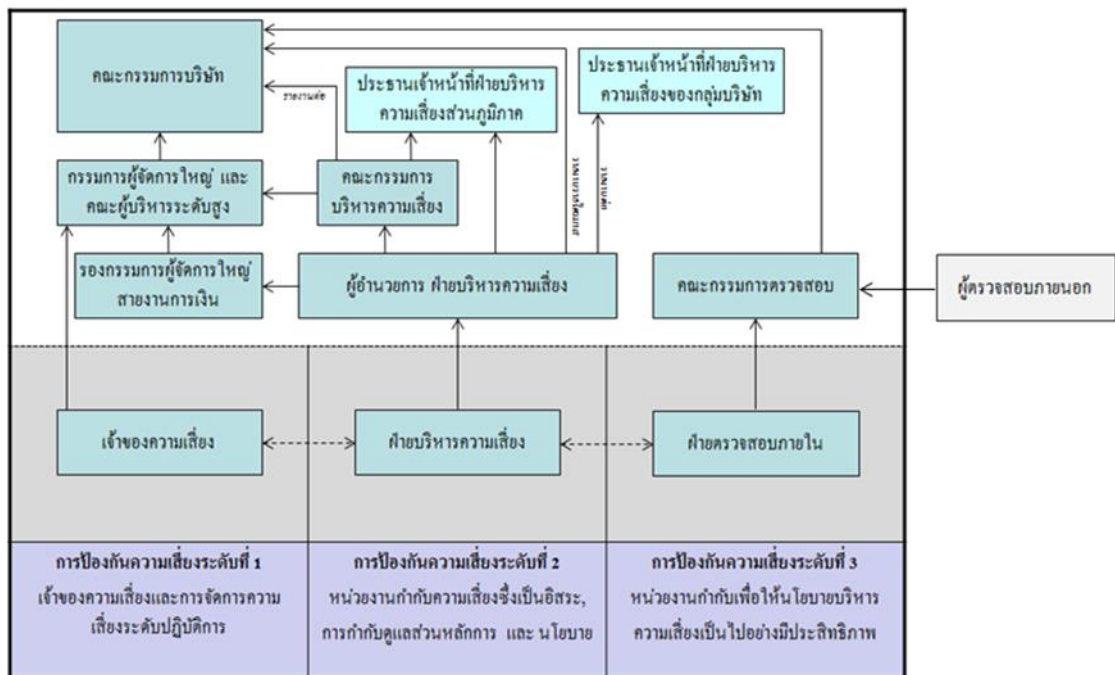 คณะกรรมการบริษัท
รายงานต่อ
ประธานเจ้าหน้าที่ฝ่ายบริหาร
ความเสี่ยงส่วนภูมิภาค
ประธานเจ้าหน้าที่ฝ่ายบริหาร
ความเสี่ยงของกลุ่มบริษัท
กรรมการผู้จัดการใหญ่ และ
คณะผู้บริหารระดับสูง
คณะกรรมการ
บริหารความเสี่ยง
รายงานต่อ
รองกรรมการผู้จัดการใหญ่
สายงานการเงิน
ผู้อำนวยการ ฝ่ายบริหารความเสี่ยง
คณะกรรมการตรวจสอบ
ผู้ตรวจสอบภายนอก
เจ้าของความเสี่ยง
ฝ่ายบริหารความเสี่ยง
ฝ่ายตรวจสอบภายใน
การป้องกันความเสี่ยงระดับที่ 1
เจ้าของความเสี่ยงและการจัดการความ
เสี่ยงระดับปฏิบัติการ
การป้องกันความเสี่ยงระดับที่ 2
หน่วยงานกำกับความเสี่ยงซึ่งเป็นอิสระ,
การกำกับดูแลส่วนหลักการ และ นโยบาย
การป้องกันความเสี่ยงระดับที่ 3
หน่วยงานกำกับเพื่อให้นโยบายบริหาร
ความเสี่ยงเป็นไปอย่างมีประสิทธิภาพ